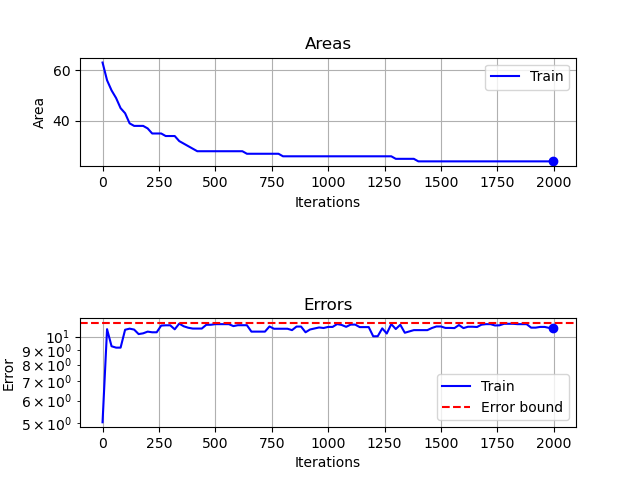 Areas
60
40
Area
Train
0 250 500 750 1000 1250 1500 1750 2000
Iterations
Errors
10¹
9 × 10⁰
8 × 10⁰
7 × 10⁰
6 × 10⁰
5 × 10⁰
Error
Train
Error bound
0 250 500 750 1000 1250 1500 1750 2000
Iterations